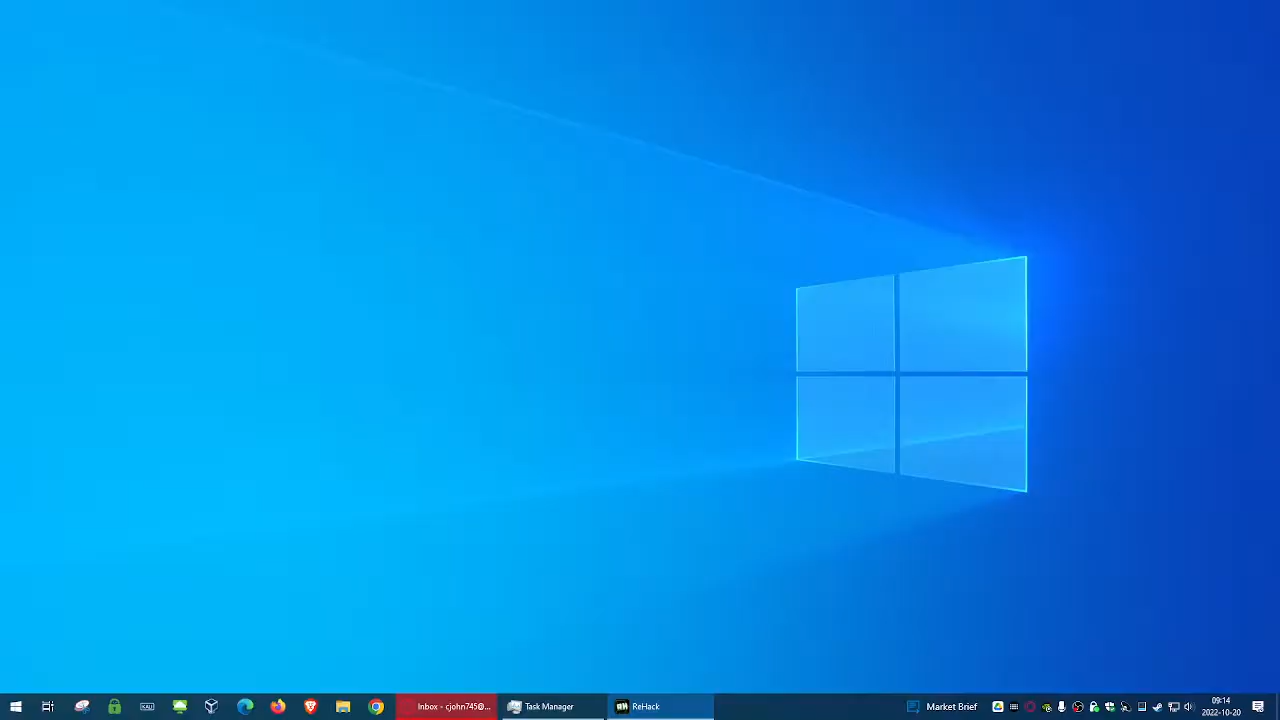 Inbox - cjohn745@...
Task Manager
ReHack
Market Brief
09:14
2022-10-20